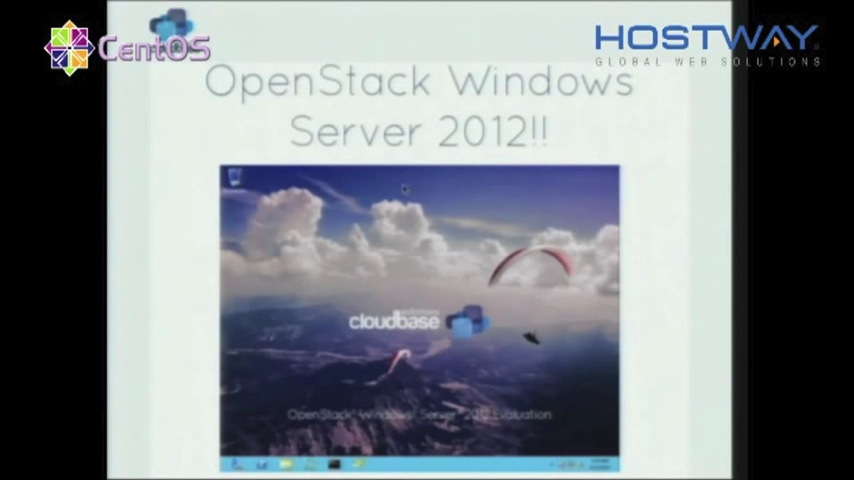 CentOS
HOSTWAY
GLOBAL WEB SOLUTIONS
OpenStack Windows
Server 2012!!
cloudbase
OpenStack Windows Server 2012 Evaluation